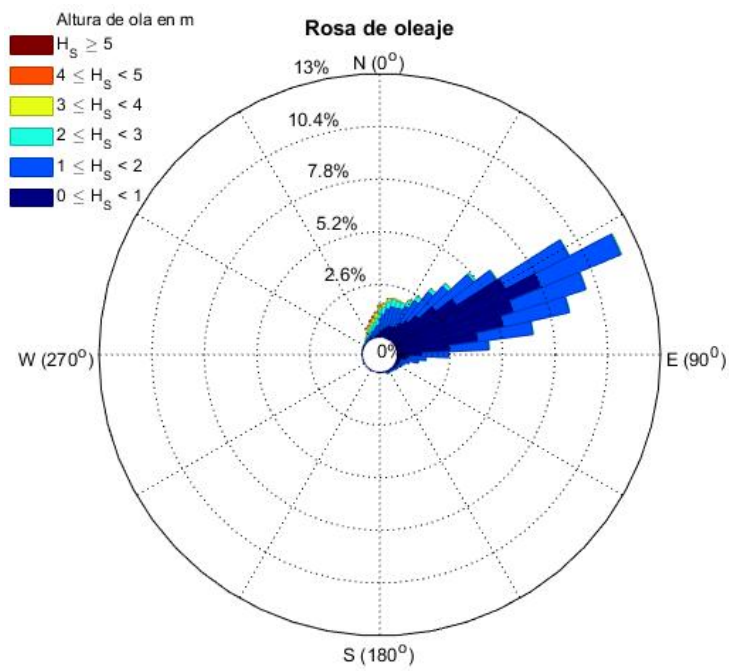 Altura de ola en m
H_S ≥ 5
4 ≤ H_S < 5
3 ≤ H_S < 4
2 ≤ H_S < 3
1 ≤ H_S < 2
0 ≤ H_S < 1
Rosa de oleaje
N (0°)
13%
10.4%
7.8%
5.2%
2.6%
0%
W (270°)
E (90⁰)
S (180°)